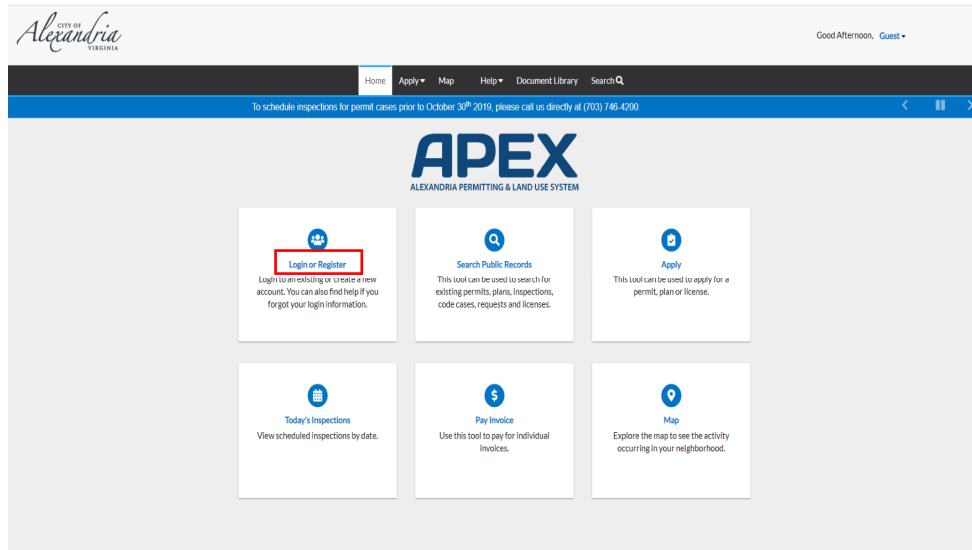 CITY OF
Alexandria
VIRGINIA
Good Afternoon, Guest
Home Apply Map Help Document Library Search
To schedule inspections for permit cases prior to October 30th 2019, please call us directly at (703) 746-4200.
APEX
ALEXANDRIA PERMITTING & LAND USE SYSTEM
Login or Register
Login to an existing or create a new
account. You can also find help if you
forgot your login information.
Search Public Records
This tool can be used to search for
existing permits, plans, inspections,
code cases, requests and licenses.
Apply
This tool can be used to apply for a
permit, plan or license.
Today's Inspections
View scheduled inspections by date.
Pay Invoice
Use this tool to pay for individual
invoices.
Map
Explore the map to see the activity
occurring in your neighborhood.